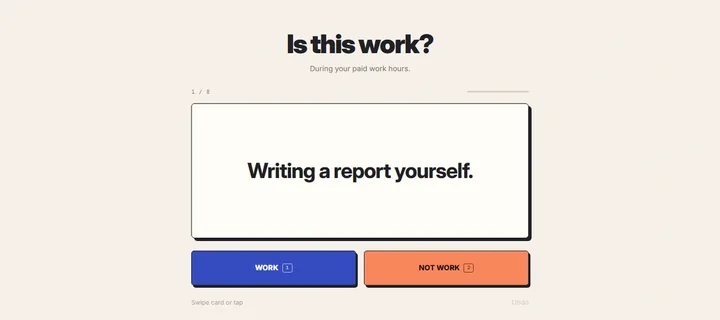 Is this work?
During your paid work hours.
1 / 8
Writing a report yourself.
WORK 1
NOT WORK 2
Swipe card or tap